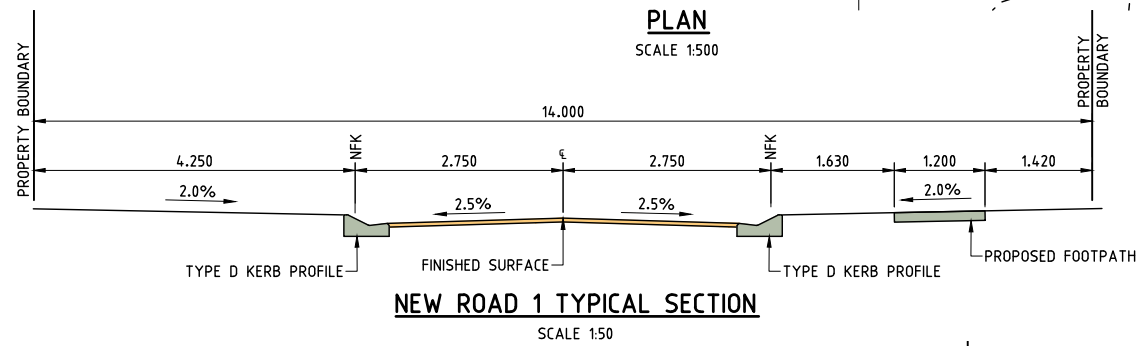 PLAN
SCALE 1:500
PROPERTY BOUNDARY
PROPERTY
BOUNDARY
14.000
NFK
℄
NFK
4.250
2.750
2.750
1.630
1.200
1.420
2.0%
2.5%
2.5%
2.0%
TYPE D KERB PROFILE
FINISHED SURFACE
TYPE D KERB PROFILE
PROPOSED FOOTPATH
NEW ROAD 1 TYPICAL SECTION
SCALE 1:50